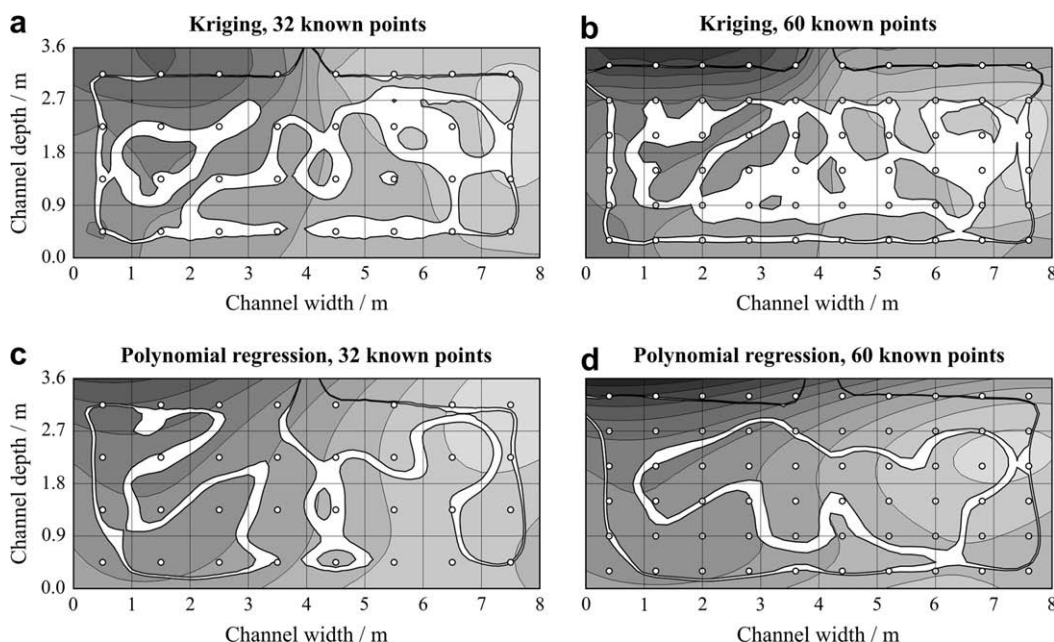 a Kriging, 32 known points
3.6
2.7
1.8
0.9
0.0
Channel depth / m
0 1 2 3 4 5 6 7 8
Channel width / m
b Kriging, 60 known points
0 1 2 3 4 5 6 7 8
Channel width / m
c Polynomial regression, 32 known points
3.6
2.7
1.8
0.9
0.0
Channel depth / m
0 1 2 3 4 5 6 7 8
Channel width / m
d Polynomial regression, 60 known points
0 1 2 3 4 5 6 7 8
Channel width / m